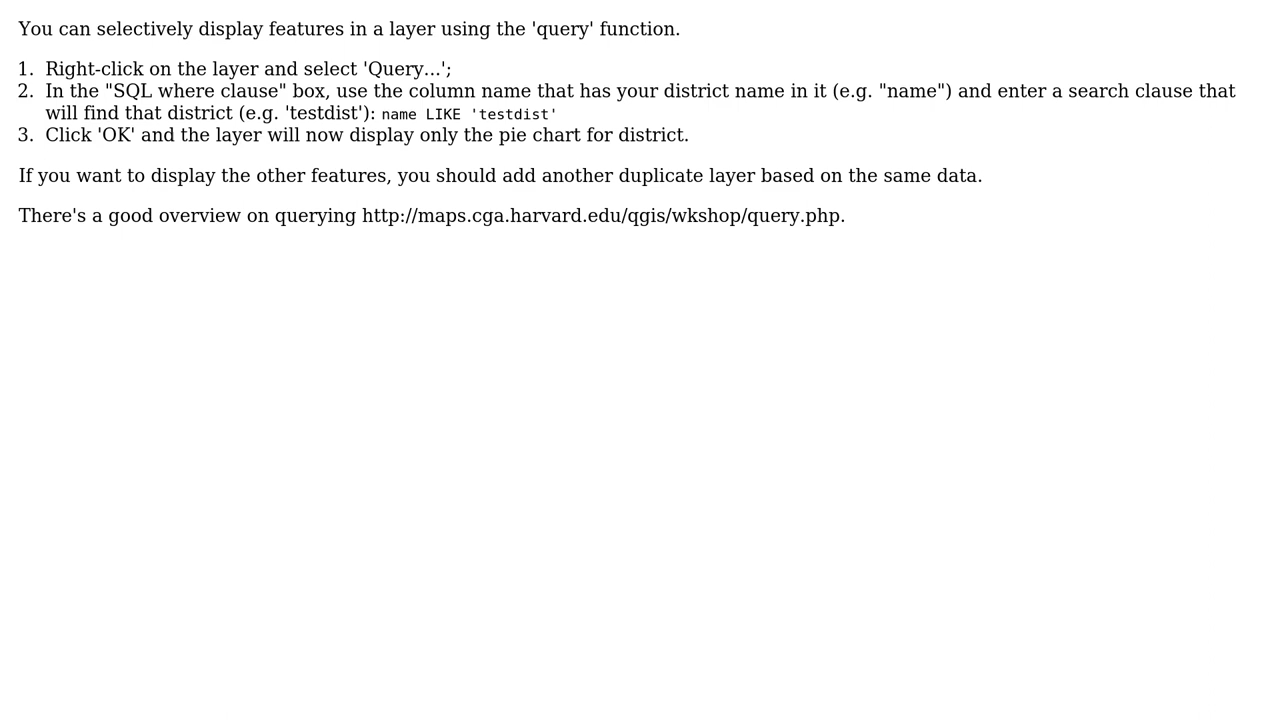 You can selectively display features in a layer using the 'query' function.
1. Right-click on the layer and select 'Query...';
2. In the "SQL where clause" box, use the column name that has your district name in it (e.g. "name") and enter a search clause that
will find that district (e.g. 'testdist'): name LIKE 'testdist'
3. Click 'OK' and the layer will now display only the pie chart for district.
If you want to display the other features, you should add another duplicate layer based on the same data.
There's a good overview on querying http://maps.cga.harvard.edu/qgis/wkshop/query.php.